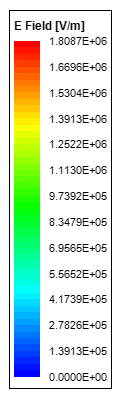 E Field [V/m]
1.8087E+06
1.6696E+06
1.5304E+06
1.3913E+06
1.2522E+06
1.1130E+06
9.7392E+05
8.3479E+05
6.9565E+05
5.5652E+05
4.1739E+05
2.7826E+05
1.3913E+05
0.0000E+00